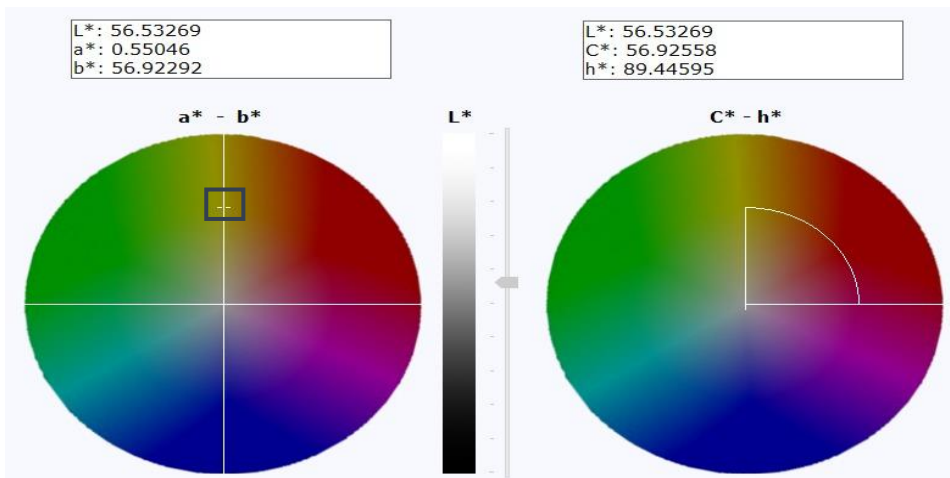 L*: 56.53269
a*: 0.55046
b*: 56.92292
L*: 56.53269
C*: 56.92558
h*: 89.44595
a* - b*
L*
C* - h*